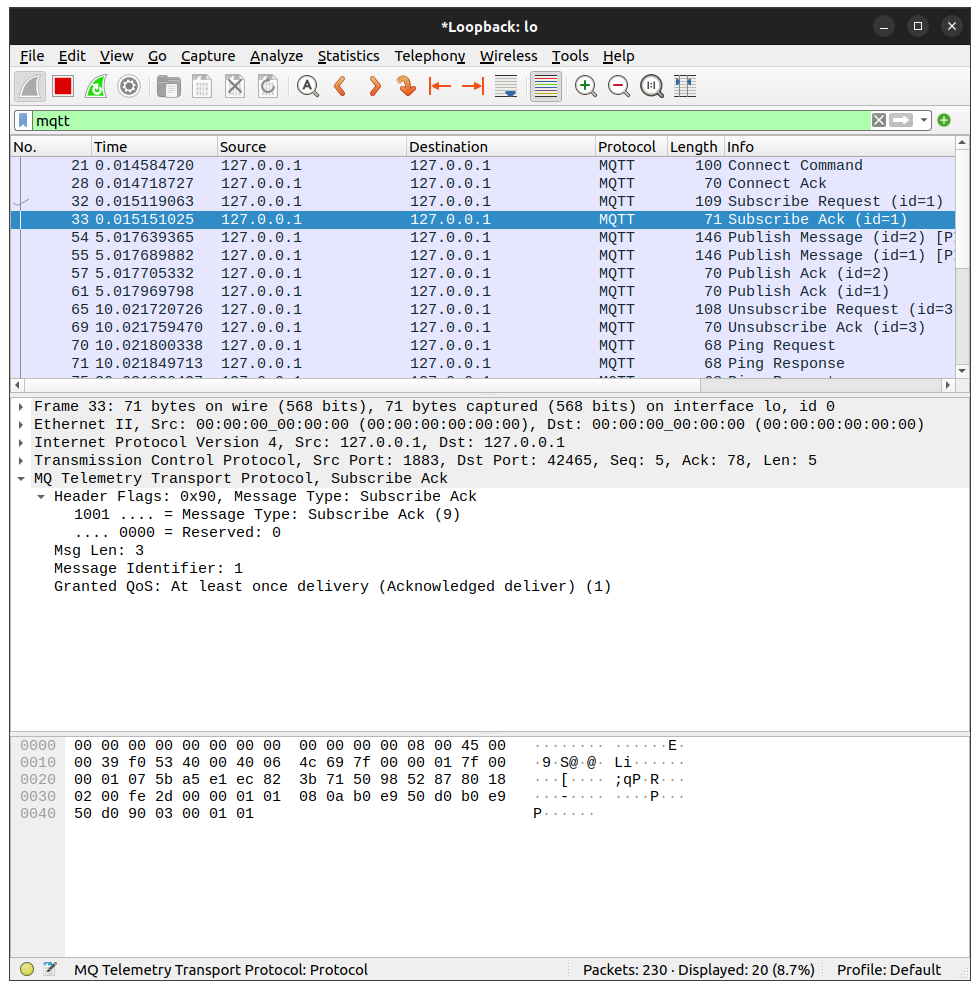 *Loopback: lo
File Edit View Go Capture Analyze Statistics Telephony Wireless Tools Help
mqtt
No. Time Source Destination Protocol Length Info
21 0.014584720 127.0.0.1 127.0.0.1 MQTT 100 Connect Command
28 0.014718727 127.0.0.1 127.0.0.1 MQTT 70 Connect Ack
32 0.015119063 127.0.0.1 127.0.0.1 MQTT 109 Subscribe Request (id=1)
33 0.015151025 127.0.0.1 127.0.0.1 MQTT 71 Subscribe Ack (id=1)
54 5.017639365 127.0.0.1 127.0.0.1 MQTT 146 Publish Message (id=2) [P
55 5.017689882 127.0.0.1 127.0.0.1 MQTT 146 Publish Message (id=1) [P
57 5.017705332 127.0.0.1 127.0.0.1 MQTT 70 Publish Ack (id=2)
61 5.017969798 127.0.0.1 127.0.0.1 MQTT 70 Publish Ack (id=1)
65 10.021720726 127.0.0.1 127.0.0.1 MQTT 108 Unsubscribe Request (id=3
69 10.021759470 127.0.0.1 127.0.0.1 MQTT 70 Unsubscribe Ack (id=3)
70 10.021800338 127.0.0.1 127.0.0.1 MQTT 68 Ping Request
71 10.021849713 127.0.0.1 127.0.0.1 MQTT 68 Ping Response
Frame 33: 71 bytes on wire (568 bits), 71 bytes captured (568 bits) on interface lo, id 0
Ethernet II, Src: 00:00:00_00:00:00 (00:00:00:00:00:00), Dst: 00:00:00_00:00:00 (00:00:00:00:00:00)
Internet Protocol Version 4, Src: 127.0.0.1, Dst: 127.0.0.1
Transmission Control Protocol, Src Port: 1883, Dst Port: 42465, Seq: 5, Ack: 78, Len: 5
MQ Telemetry Transport Protocol, Subscribe Ack
Header Flags: 0x90, Message Type: Subscribe Ack
1001 .... = Message Type: Subscribe Ack (9)
.... 0000 = Reserved: 0
Msg Len: 3
Message Identifier: 1
Granted QoS: At least once delivery (Acknowledged deliver) (1)
0000 00 00 00 00 00 00 00 00 00 00 00 00 08 00 45 00 ········ ······E·
0010 00 39 f0 53 40 00 40 06 4c 69 7f 00 00 01 7f 00 ·9·S@·@· Li······
0020 00 01 07 5b a5 e1 ec 82 3b 71 50 98 52 87 80 18 ···[···· ;qP·R···
0030 02 00 fe 2d 00 00 01 01 08 0a b0 e9 50 d0 b0 e9 ···-···· ····P···
0040 50 d0 90 03 00 01 01 P······
MQ Telemetry Transport Protocol: Protocol
Packets: 230 · Displayed: 20 (8.7%)
Profile: Default